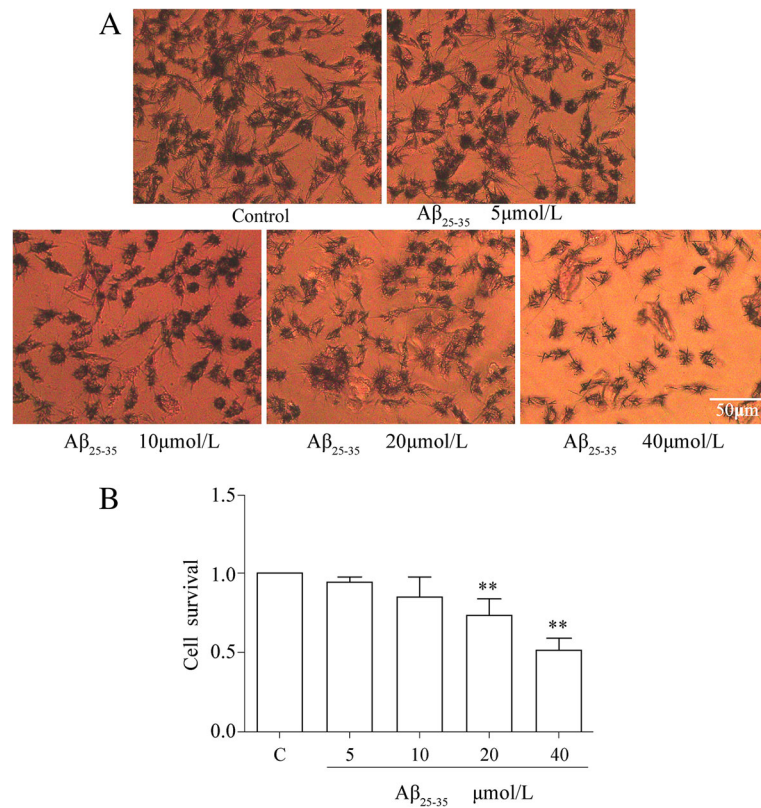 A
Control
Aβ25-35 5μmol/L
50μm
Aβ25-35 10μmol/L
Aβ25-35 20μmol/L
Aβ25-35 40μmol/L
B
Cell survival
1.5
1.0
0.5
0.0
**
**
C 5 10 20 40
Aβ25-35 μmol/L